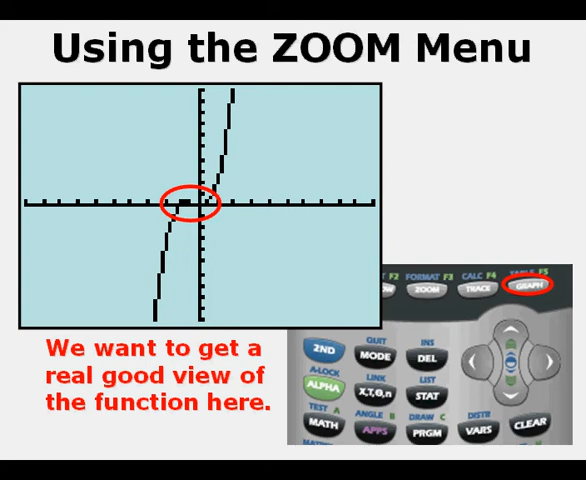 Using the ZOOM Menu
We want to get a
real good view of
the function here.
F2 FORMAT F3 CALC F4 TABLE F5
ZOOM TRACE GRAPH
QUIT INS
2ND MODE DEL
A-LOCK LINK LIST
ALPHA X,T,Θ,n STAT
TEST A ANGLE B DRAW C DISTR
MATH APPS PRGM VARS CLEAR